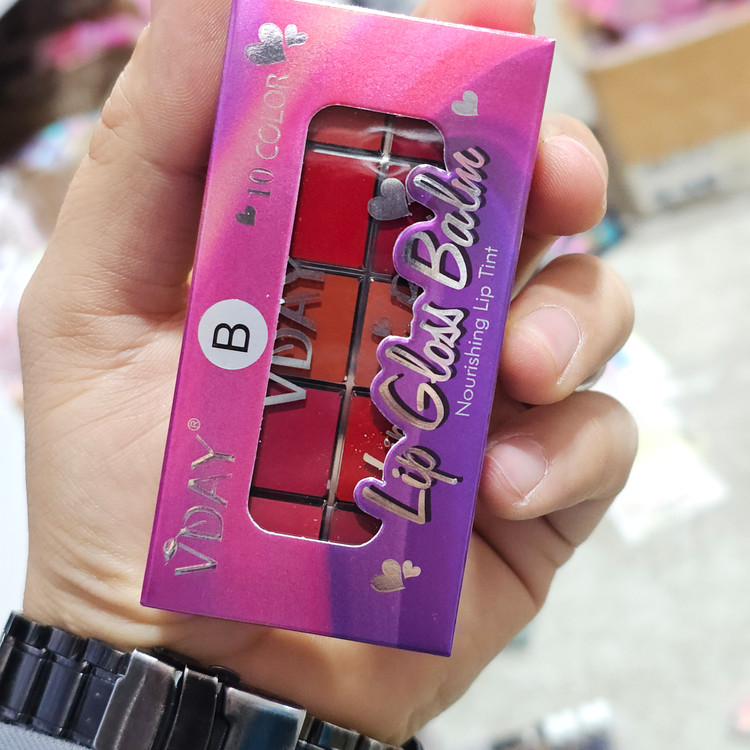 10 COLOR
B
VDAY®
VDAY
Lip Gloss Balm
Nourishing Lip Tint